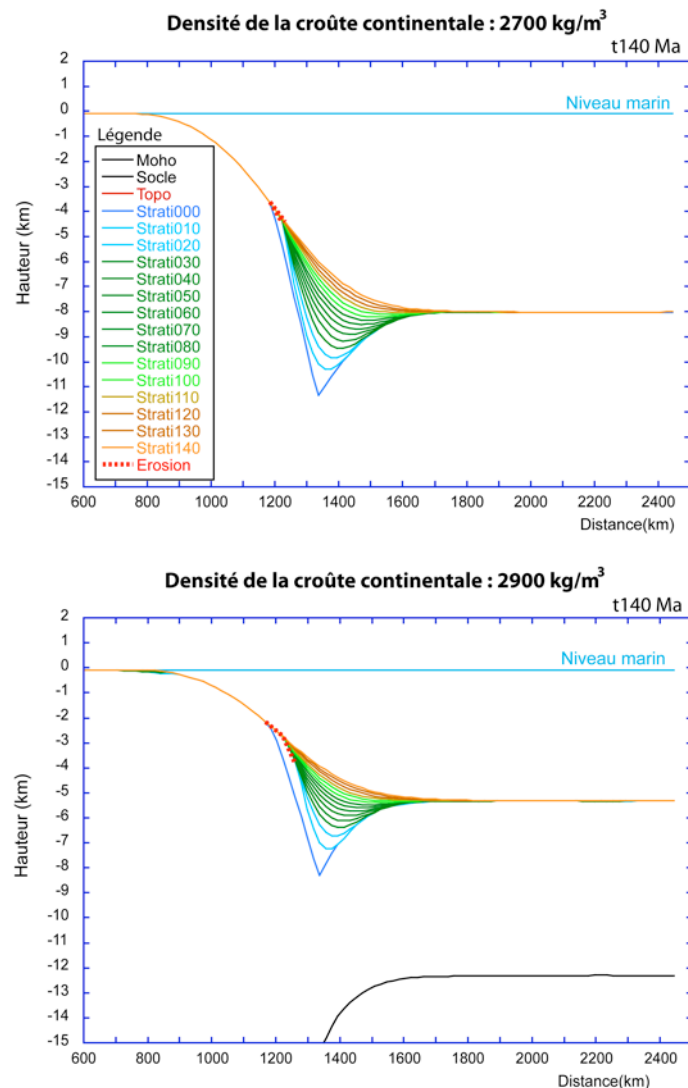 Densité de la croûte continentale : 2700 kg/m³
t140 Ma
2
1
0
-1
-2
-3
-4
-5
-6
-7
-8
-9
-10
-11
-12
-13
-14
-15
Hauteur (km)
Niveau marin
Légende
Moho
Socle
Topo
Strati000
Strati010
Strati020
Strati030
Strati040
Strati050
Strati060
Strati070
Strati080
Strati090
Strati100
Strati110
Strati120
Strati130
Strati140
Erosion
600 800 1000 1200 1400 1600 1800 2000 2200 2400
Distance(km)
Densité de la croûte continentale : 2900 kg/m³
t140 Ma
2
1
0
-1
-2
-3
-4
-5
-6
-7
-8
-9
-10
-11
-12
-13
-14
-15
Hauteur (km)
Niveau marin
600 800 1000 1200 1400 1600 1800 2000 2200 2400
Distance(km)